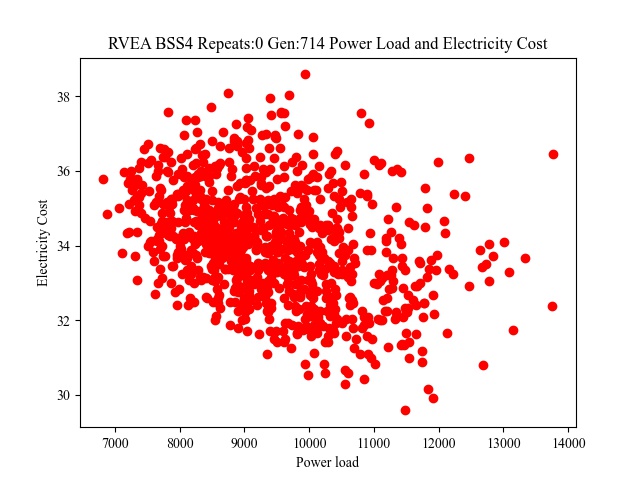 RVEA BSS4 Repeats:0 Gen:714 Power Load and Electricity Cost
38
36
34
32
30
Electricity Cost
7000 8000 9000 10000 11000 12000 13000 14000
Power load